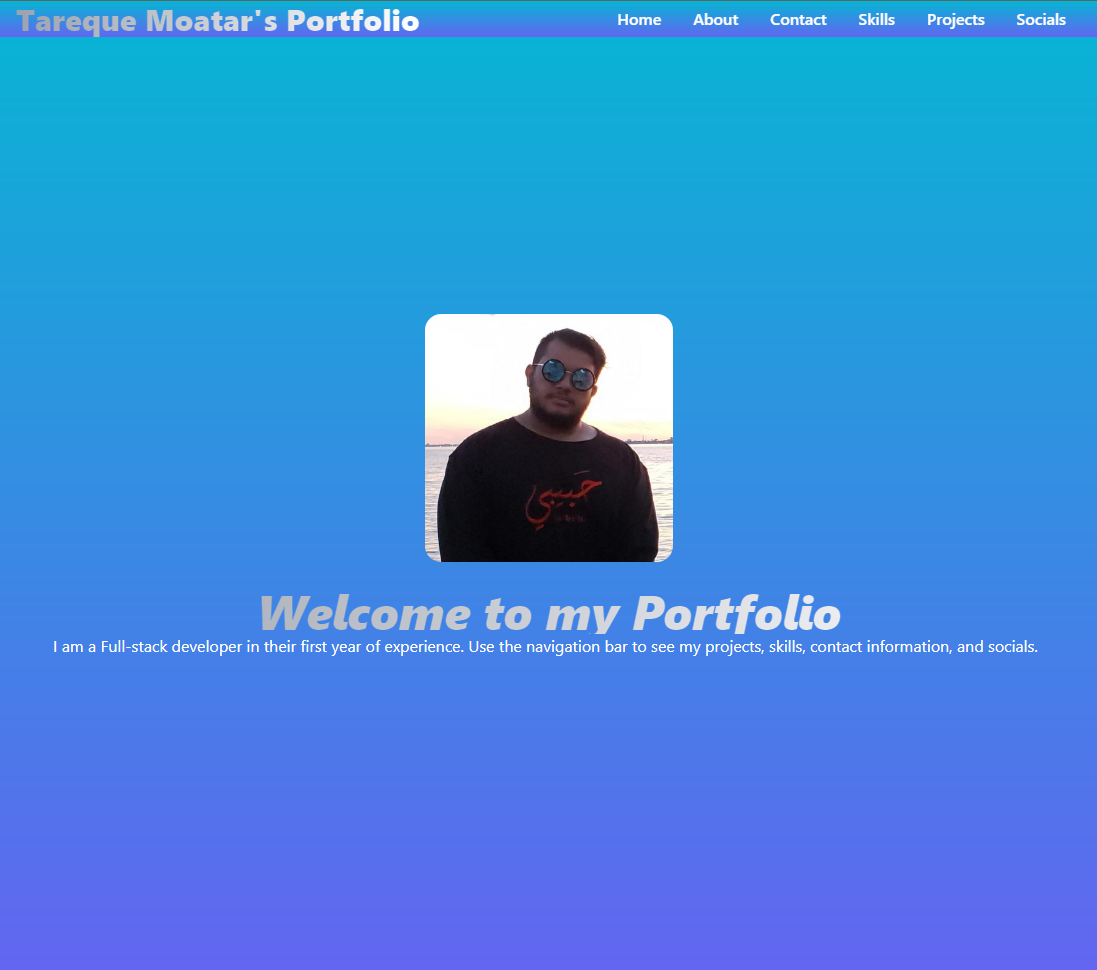 Tareque Moatar's Portfolio
Home About Contact Skills Projects Socials
حَبيبي
Welcome to my Portfolio
I am a Full-stack developer in their first year of experience. Use the navigation bar to see my projects, skills, contact information, and socials.